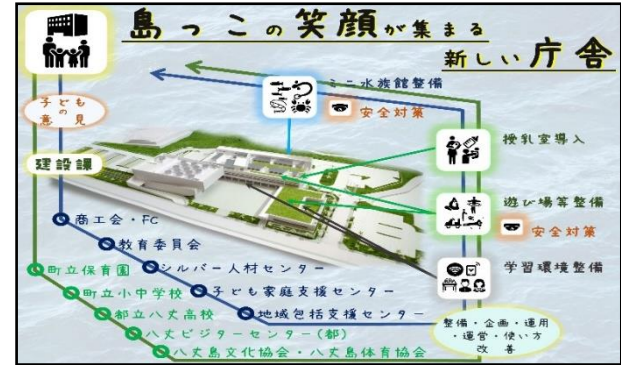 島っこの笑顔が集まる
新しい庁舎
子ども
の
意見
建設課
ミニ水族館整備
安全対策
授乳室導入
遊び場等整備
安全対策
学習環境整備
商工会・FC
教育委員会
シルバー人材センター
子ども家庭支援センター
地域包括支援センター
町立保育園
町立小中学校
都立八丈高校
八丈ビジターセンター(都)
八丈島文化協会・八丈島体育協会
整備・企画・運用
・運営・使い方
改善